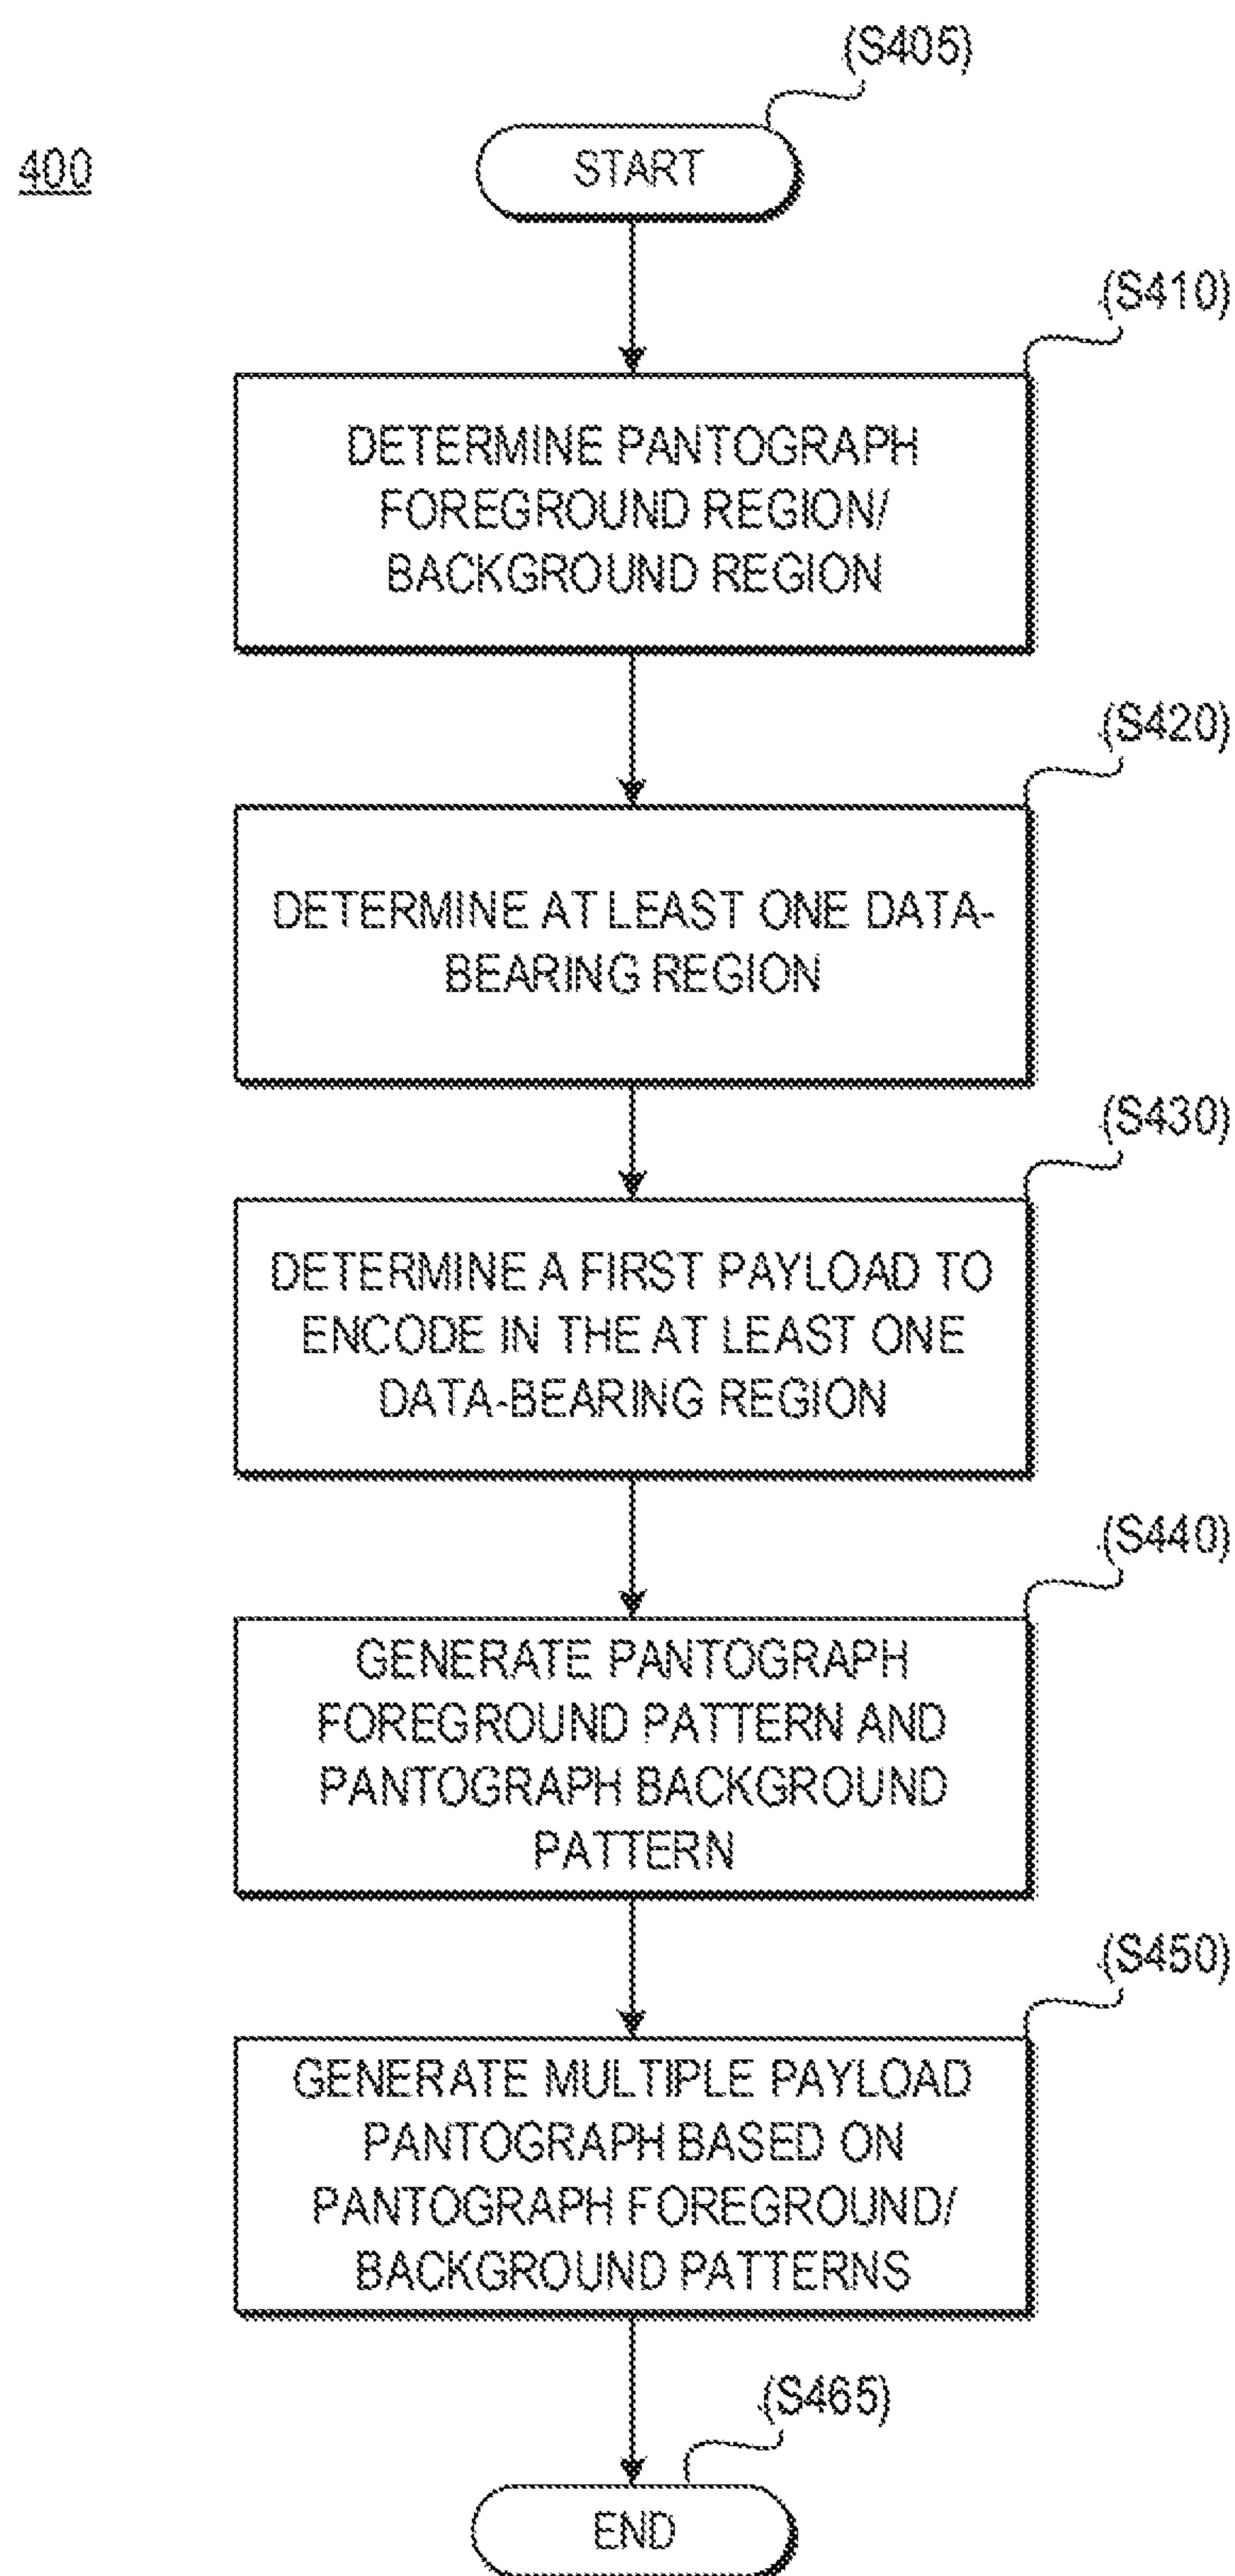 (S405)
400
START
(S410)
DETERMINE PANTOGRAPH
FOREGROUND REGION/
BACKGROUND REGION
(S420)
DETERMINE AT LEAST ONE DATA-
BEARING REGION
(S430)
DETERMINE A FIRST PAYLOAD TO
ENCODE IN THE AT LEAST ONE
DATA-BEARING REGION
(S440)
GENERATE PANTOGRAPH
FOREGROUND PATTERN AND
PANTOGRAPH BACKGROUND
PATTERN
(S450)
GENERATE MULTIPLE PAYLOAD
PANTOGRAPH BASED ON
PANTOGRAPH FOREGROUND/
BACKGROUND PATTERNS
(S465)
END